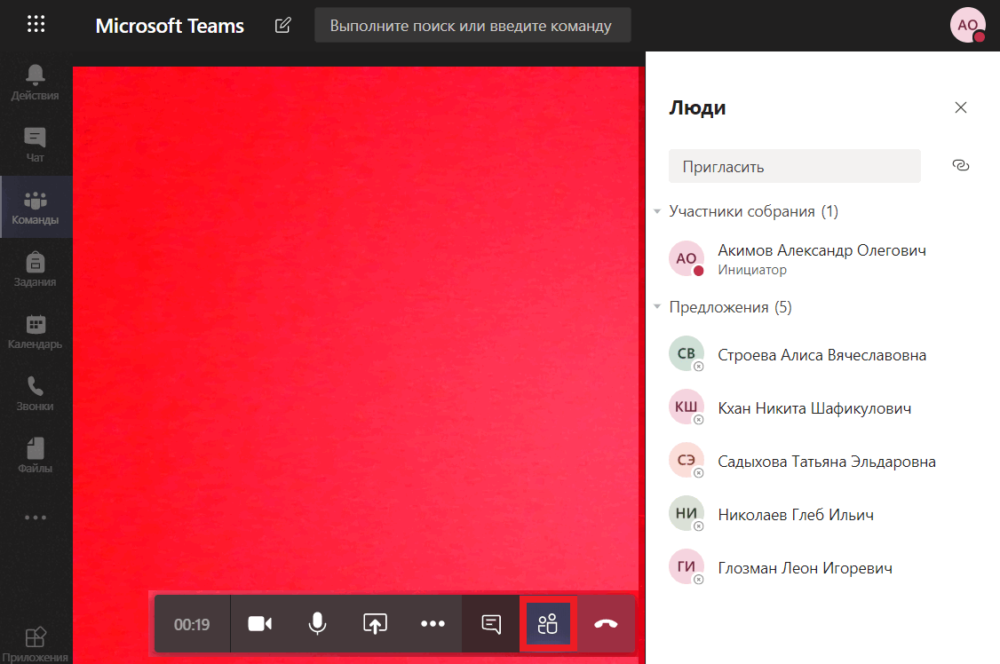 Microsoft Teams
Выполните поиск или введите команду
АО
Действия
Чат
Команды
Задания
Календарь
Звонки
Файлы
Приложения
00:19
Люди
Пригласить
Участники собрания (1)
АО
Акимов Александр Олегович
Инициатор
Предложения (5)
СВ
Строева Алиса Вячеславовна
КШ
Кхан Никита Шафикулович
СЭ
Садыхова Татьяна Эльдаровна
НИ
Николаев Глеб Ильич
ГИ
Глозман Леон Игоревич